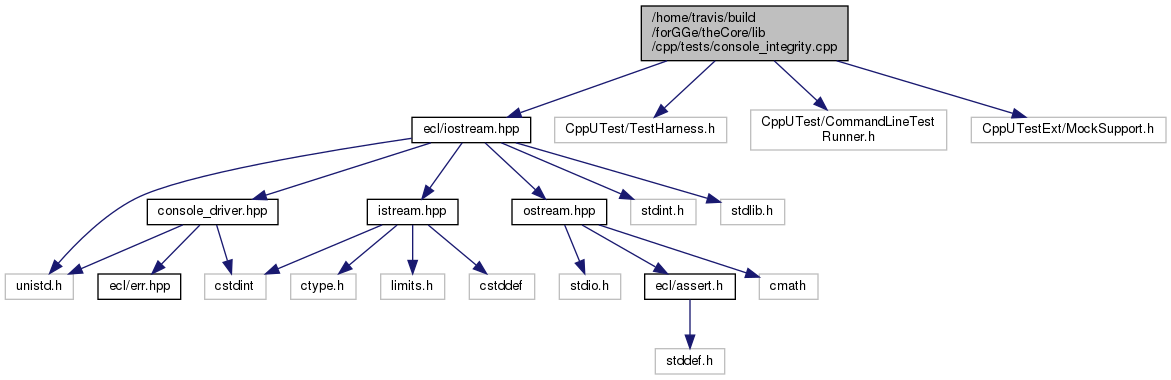 /home/travis/build
/forGGe/theCore/lib
/cpp/tests/console_integrity.cpp
ecl/iostream.hpp
CppUTest/TestHarness.h
CppUTest/CommandLineTest
Runner.h
CppUTestExt/MockSupport.h
console_driver.hpp
istream.hpp
ostream.hpp
stdint.h
stdlib.h
unistd.h
ecl/err.hpp
cstdint
ctype.h
limits.h
cstddef
stdio.h
ecl/assert.h
cmath
stddef.h